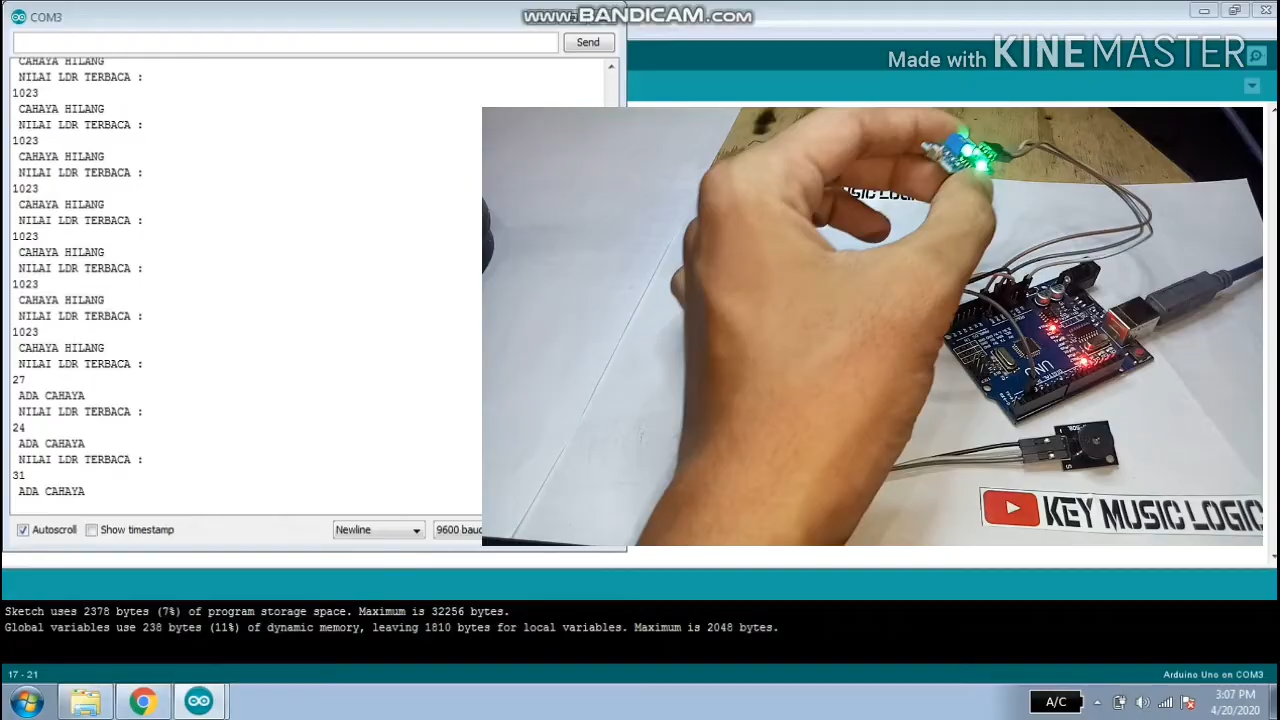 COM3
www.BANDICAM.com
Send
Made with KINEMASTER
CAHAYA HILANG
NILAI LDR TERBACA :
1023
CAHAYA HILANG
NILAI LDR TERBACA :
1023
CAHAYA HILANG
NILAI LDR TERBACA :
1023
CAHAYA HILANG
NILAI LDR TERBACA :
1023
CAHAYA HILANG
NILAI LDR TERBACA :
1023
CAHAYA HILANG
NILAI LDR TERBACA :
1023
CAHAYA HILANG
NILAI LDR TERBACA :
27
ADA CAHAYA
NILAI LDR TERBACA :
24
ADA CAHAYA
NILAI LDR TERBACA :
31
ADA CAHAYA
UNO
KEY MUSIC LOGIC
Autoscroll
Show timestamp
Newline
9600 baud
Sketch uses 2378 bytes (7%) of program storage space. Maximum is 32256 bytes.
Global variables use 238 bytes (11%) of dynamic memory, leaving 1810 bytes for local variables. Maximum is 2048 bytes.
17 - 21
Arduino Uno on COM3
A/C
3:07 PM
4/20/2020